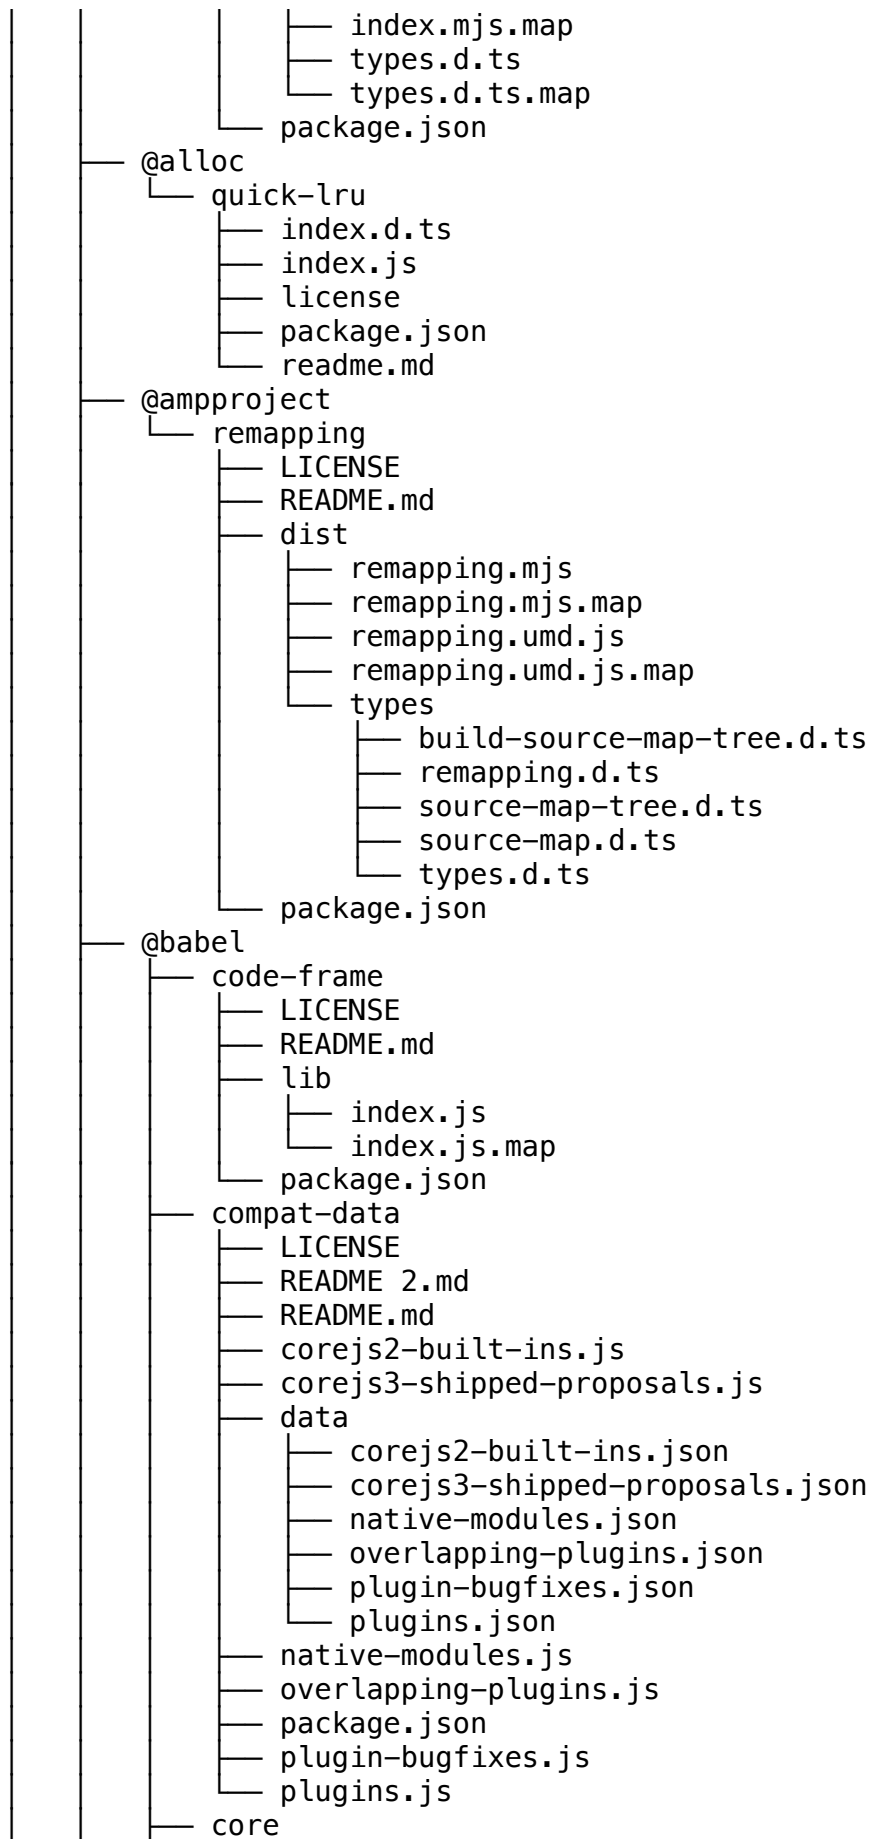 index.mjs.map
types.d.ts
types.d.ts.map
package.json
@alloc
quick-lru
index.d.ts
index.js
license
package.json
readme.md
@ampproject
remapping
LICENSE
README.md
dist
remapping.mjs
remapping.mjs.map
remapping.umd.js
remapping.umd.js.map
types
build-source-map-tree.d.ts
remapping.d.ts
source-map-tree.d.ts
source-map.d.ts
types.d.ts
package.json
@babel
code-frame
LICENSE
README.md
lib
index.js
index.js.map
package.json
compat-data
LICENSE
README 2.md
README.md
corejs2-built-ins.js
corejs3-shipped-proposals.js
data
corejs2-built-ins.json
corejs3-shipped-proposals.json
native-modules.json
overlapping-plugins.json
plugin-bugfixes.json
plugins.json
native-modules.js
overlapping-plugins.js
package.json
plugin-bugfixes.js
plugins.js
core